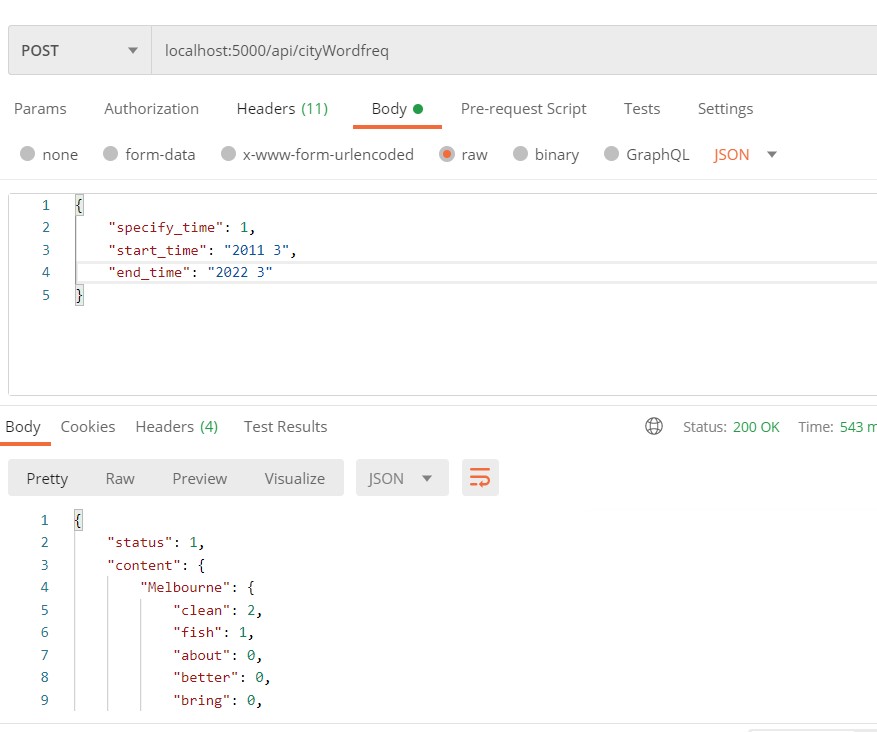 POST localhost:5000/api/cityWordfreq
Params Authorization Headers (11) Body Pre-request Script Tests Settings
none form-data x-www-form-urlencoded raw binary GraphQL JSON
1 {
2 "specify_time": 1,
3 "start_time": "2011 3",
4 "end_time": "2022 3"
5 }
Body Cookies Headers (4) Test Results Status: 200 OK Time: 543 m
Pretty Raw Preview Visualize JSON
1 {
2 "status": 1,
3 "content": {
4 "Melbourne": {
5 "clean": 2,
6 "fish": 1,
7 "about": 0,
8 "better": 0,
9 "bring": 0,